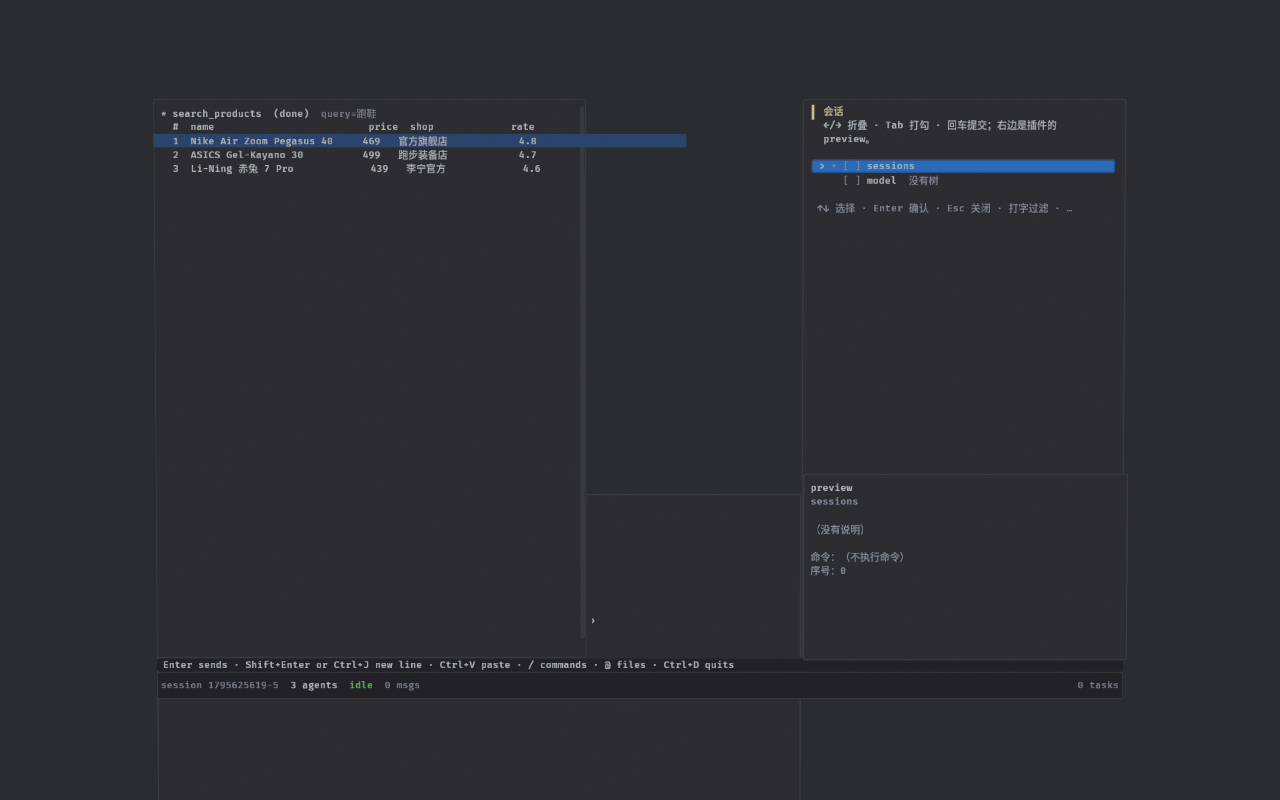 * search_products (done) query=跑鞋
# name price shop rate
1 Nike Air Zoom Pegasus 40 469 官方旗舰店 4.8
2 ASICS Gel-Kayano 30 499 跑步装备店 4.7
3 Li-Ning 赤兔 7 Pro 439 李宁官方 4.6
会话
←/→ 折叠 · Tab 打勾 · 回车提交；右边是插件的
preview。
> ▾ [ ] sessions
[ ] model 没有树
↑↓ 选择 · Enter 确认 · Esc 关闭 · 打字过滤 · …
preview
sessions
（没有说明）
命令：（不执行命令）
序号：0
›
Enter sends · Shift+Enter or Ctrl+J new line · Ctrl+V paste · / commands · @ files · Ctrl+D quits
session 1795625619-5 3 agents idle 0 msgs 0 tasks